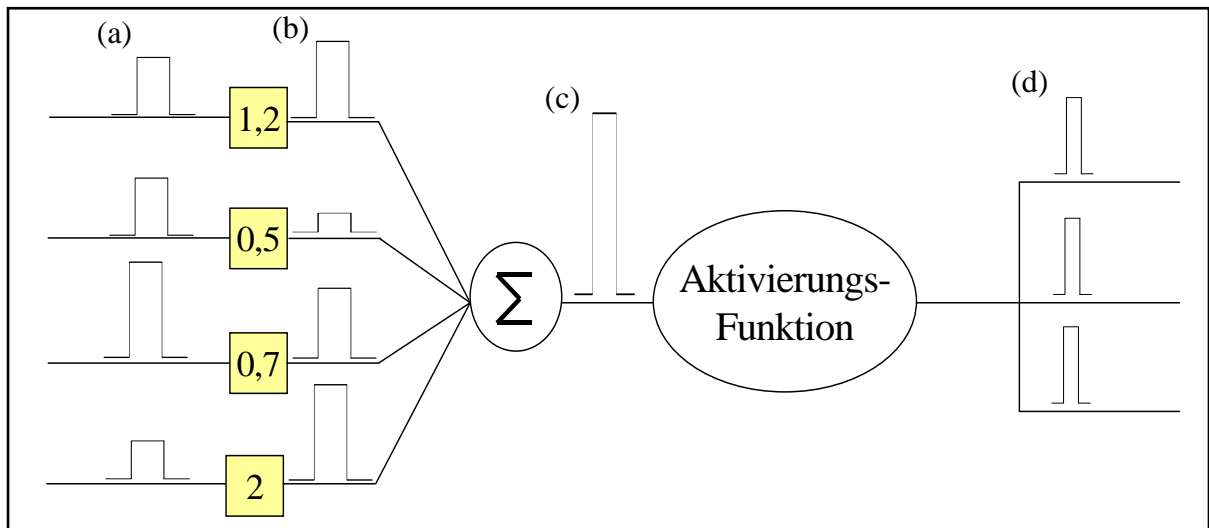 (a)
(b)
(c)
(d)
1,2
0,5
0,7
2
Σ
Aktivierungs-
Funktion